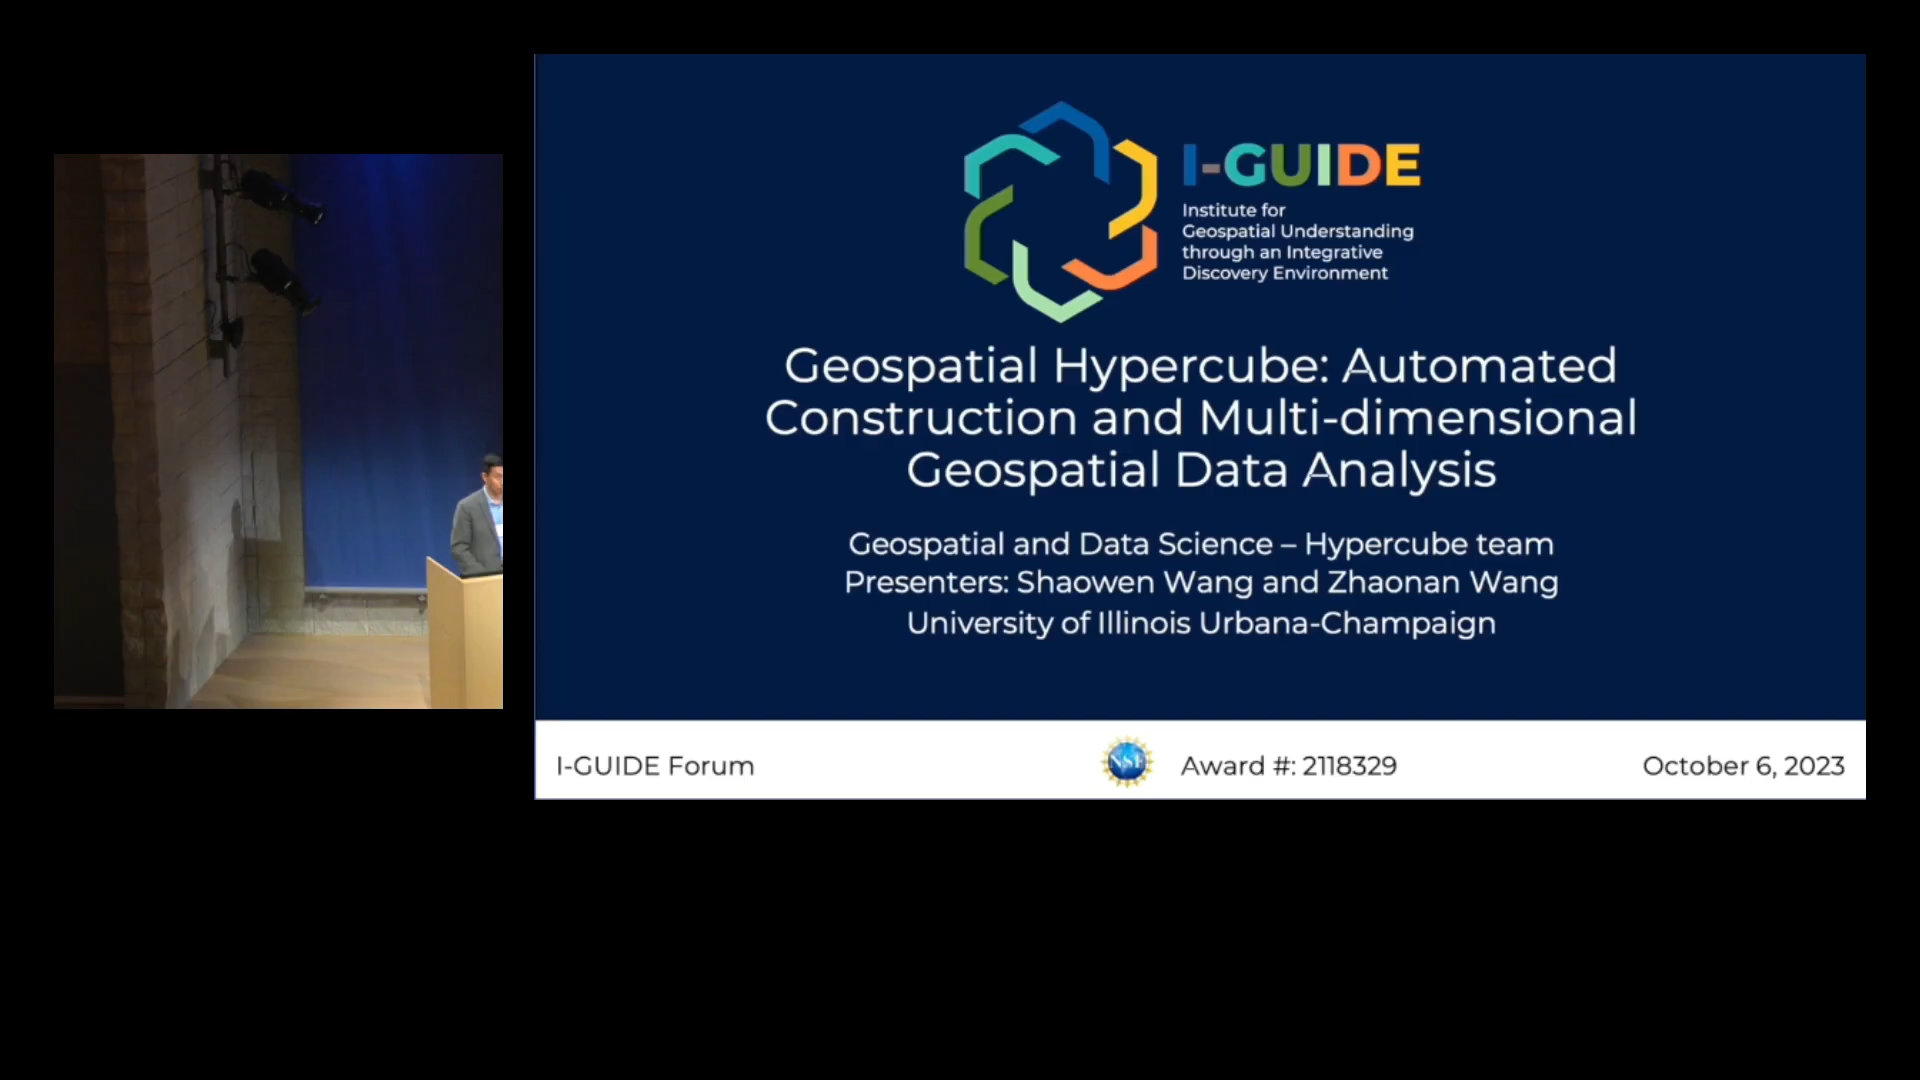 I-GUIDE
Institute for
Geospatial Understanding
through an Integrative
Discovery Environment
Geospatial Hypercube: Automated
Construction and Multi-dimensional
Geospatial Data Analysis
Geospatial and Data Science – Hypercube team
Presenters: Shaowen Wang and Zhaonan Wang
University of Illinois Urbana-Champaign
I-GUIDE Forum
NSF
Award #: 2118329
October 6, 2023